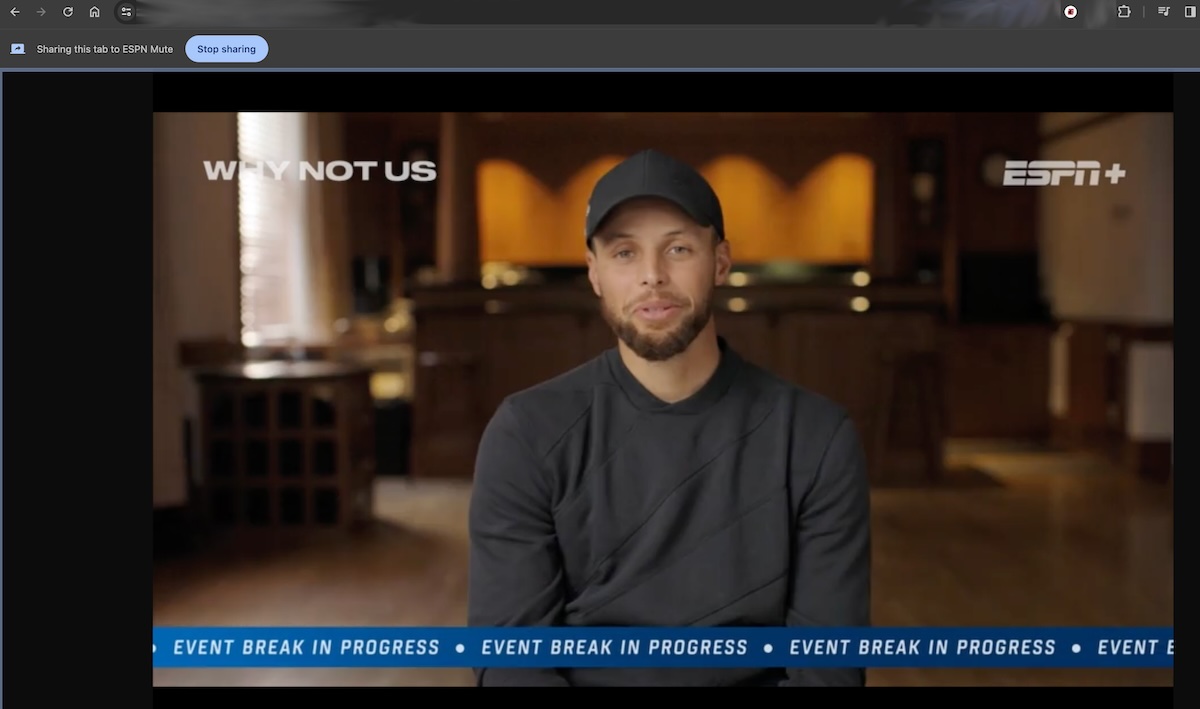 Sharing this tab to ESPN Mute
Stop sharing
WHY NOT US
ESPN+
EVENT BREAK IN PROGRESS • EVENT BREAK IN PROGRESS • EVENT BREAK IN PROGRESS • EVENT